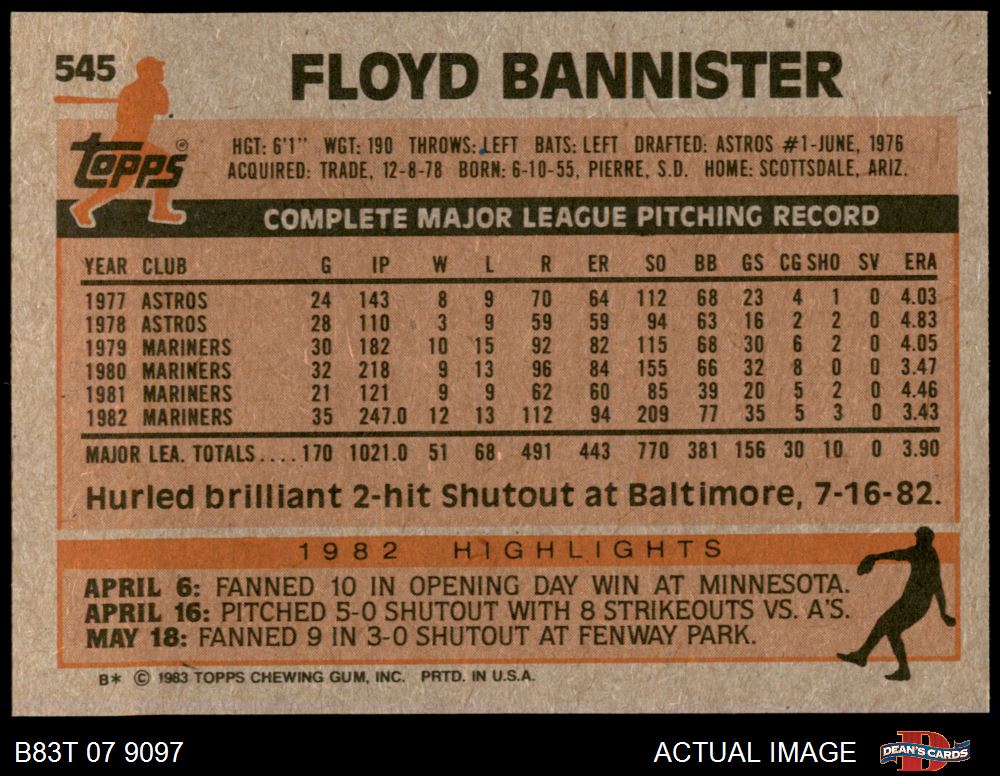 545
FLOYD BANNISTER
Topps®
HGT: 6'1" WGT: 190 THROWS: LEFT BATS: LEFT DRAFTED: ASTROS #1-JUNE, 1976
ACQUIRED: TRADE, 12-8-78 BORN: 6-10-55, PIERRE, S.D. HOME: SCOTTSDALE, ARIZ.
COMPLETE MAJOR LEAGUE PITCHING RECORD
YEAR CLUB G IP W L R ER SO BB GS CG SHO SV ERA
1977 ASTROS 24 143 8 9 70 64 112 68 23 4 1 0 4.03
1978 ASTROS 28 110 3 9 59 59 94 63 16 2 2 0 4.83
1979 MARINERS 30 182 10 15 92 82 115 68 30 6 2 0 4.05
1980 MARINERS 32 218 9 13 96 84 155 66 32 8 0 0 3.47
1981 MARINERS 21 121 9 9 62 60 85 39 20 5 2 0 4.46
1982 MARINERS 35 247.0 12 13 112 94 209 77 35 5 3 0 3.43
MAJOR LEA. TOTALS....170 1021.0 51 68 491 443 770 381 156 30 10 0 3.90
Hurled brilliant 2-hit Shutout at Baltimore, 7-16-82.
1982 HIGHLIGHTS
APRIL 6: FANNED 10 IN OPENING DAY WIN AT MINNESOTA.
APRIL 16: PITCHED 5-0 SHUTOUT WITH 8 STRIKEOUTS VS. A'S.
MAY 18: FANNED 9 IN 3-0 SHUTOUT AT FENWAY PARK.
B* © 1983 TOPPS CHEWING GUM, INC. PRTD. IN U.S.A.
B83T 07 9097
ACTUAL IMAGE
D
DEAN'S CARDS